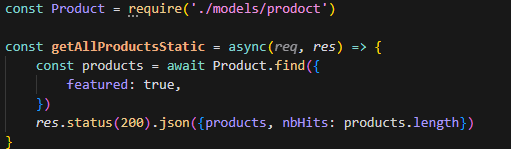 const Product = require('./models/prodoct')
const getAllProductsStatic = async(req, res) => {
const products = await Product.find({
featured: true,
})
res.status(200).json({products, nbHits: products.length})
}